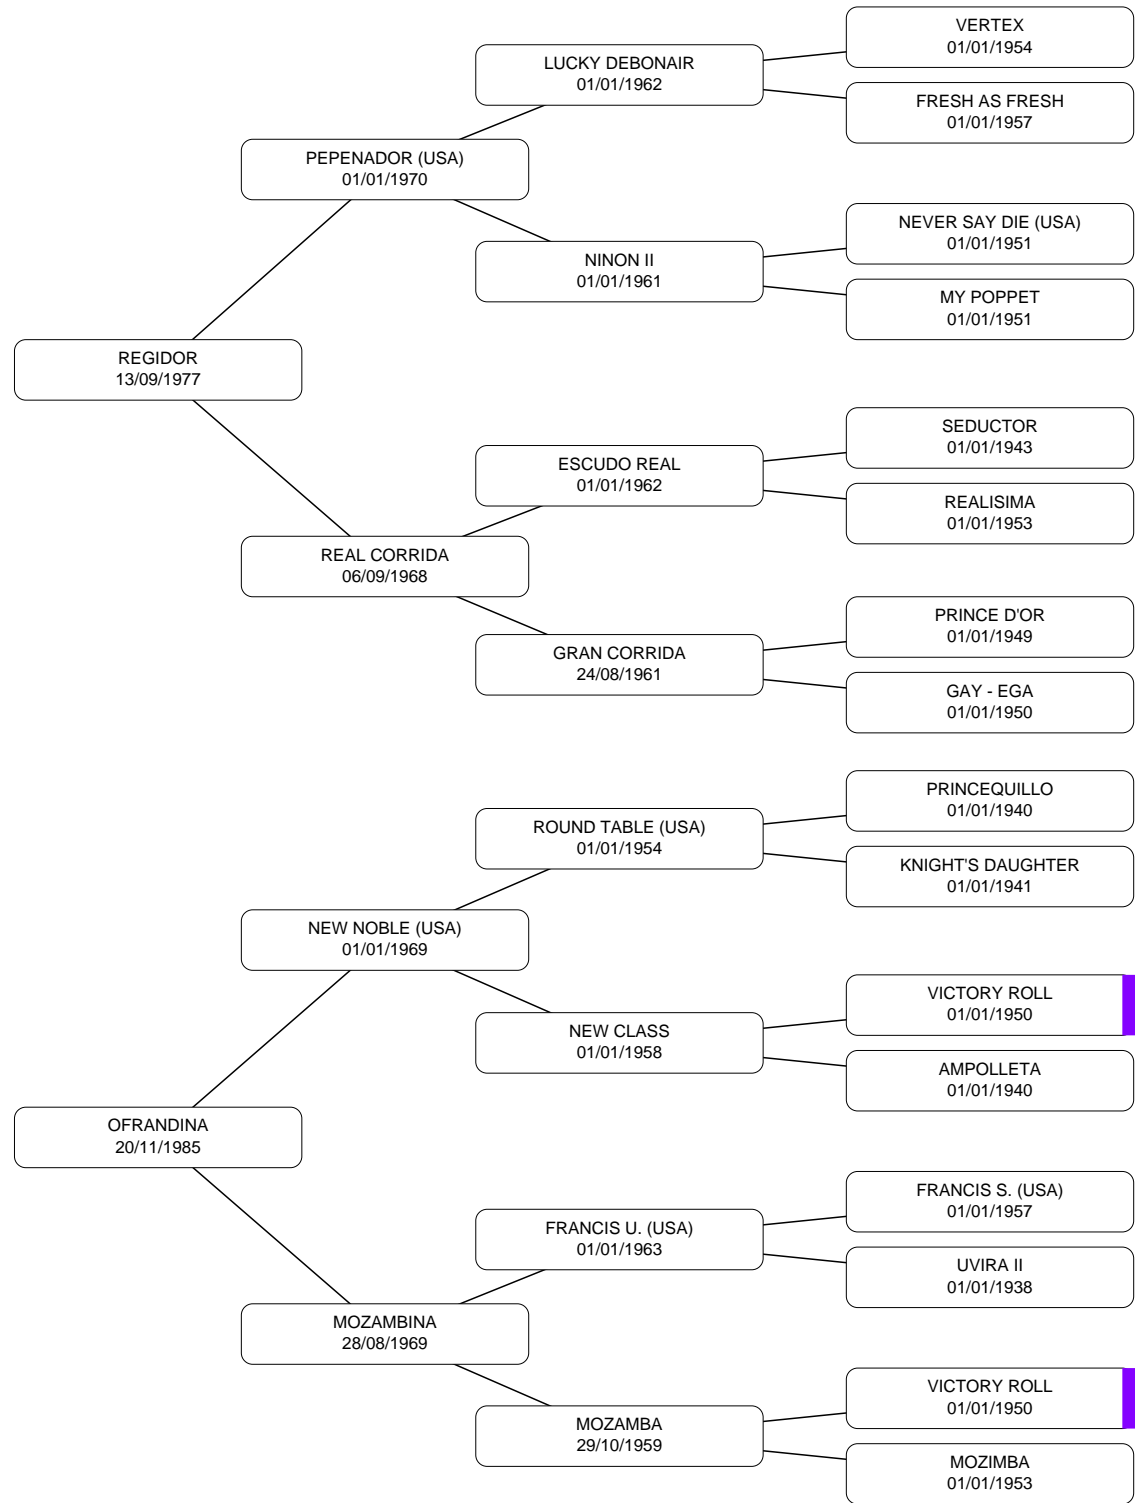 VERTEX
01/01/1954
LUCKY DEBONAIR
01/01/1962
FRESH AS FRESH
01/01/1957
PEPENADOR (USA)
01/01/1970
NEVER SAY DIE (USA)
01/01/1951
NINON II
01/01/1961
MY POPPET
01/01/1951
REGIDOR
13/09/1977
SEDUCTOR
01/01/1943
ESCUDO REAL
01/01/1962
REALISIMA
01/01/1953
REAL CORRIDA
06/09/1968
PRINCE D'OR
01/01/1949
GRAN CORRIDA
24/08/1961
GAY - EGA
01/01/1950
PRINCEQUILLO
01/01/1940
ROUND TABLE (USA)
01/01/1954
KNIGHT'S DAUGHTER
01/01/1941
NEW NOBLE (USA)
01/01/1969
VICTORY ROLL
01/01/1950
NEW CLASS
01/01/1958
AMPOLLETA
01/01/1940
OFRANDINA
20/11/1985
FRANCIS S. (USA)
01/01/1957
FRANCIS U. (USA)
01/01/1963
UVIRA II
01/01/1938
MOZAMBINA
28/08/1969
VICTORY ROLL
01/01/1950
MOZAMBA
29/10/1959
MOZIMBA
01/01/1953